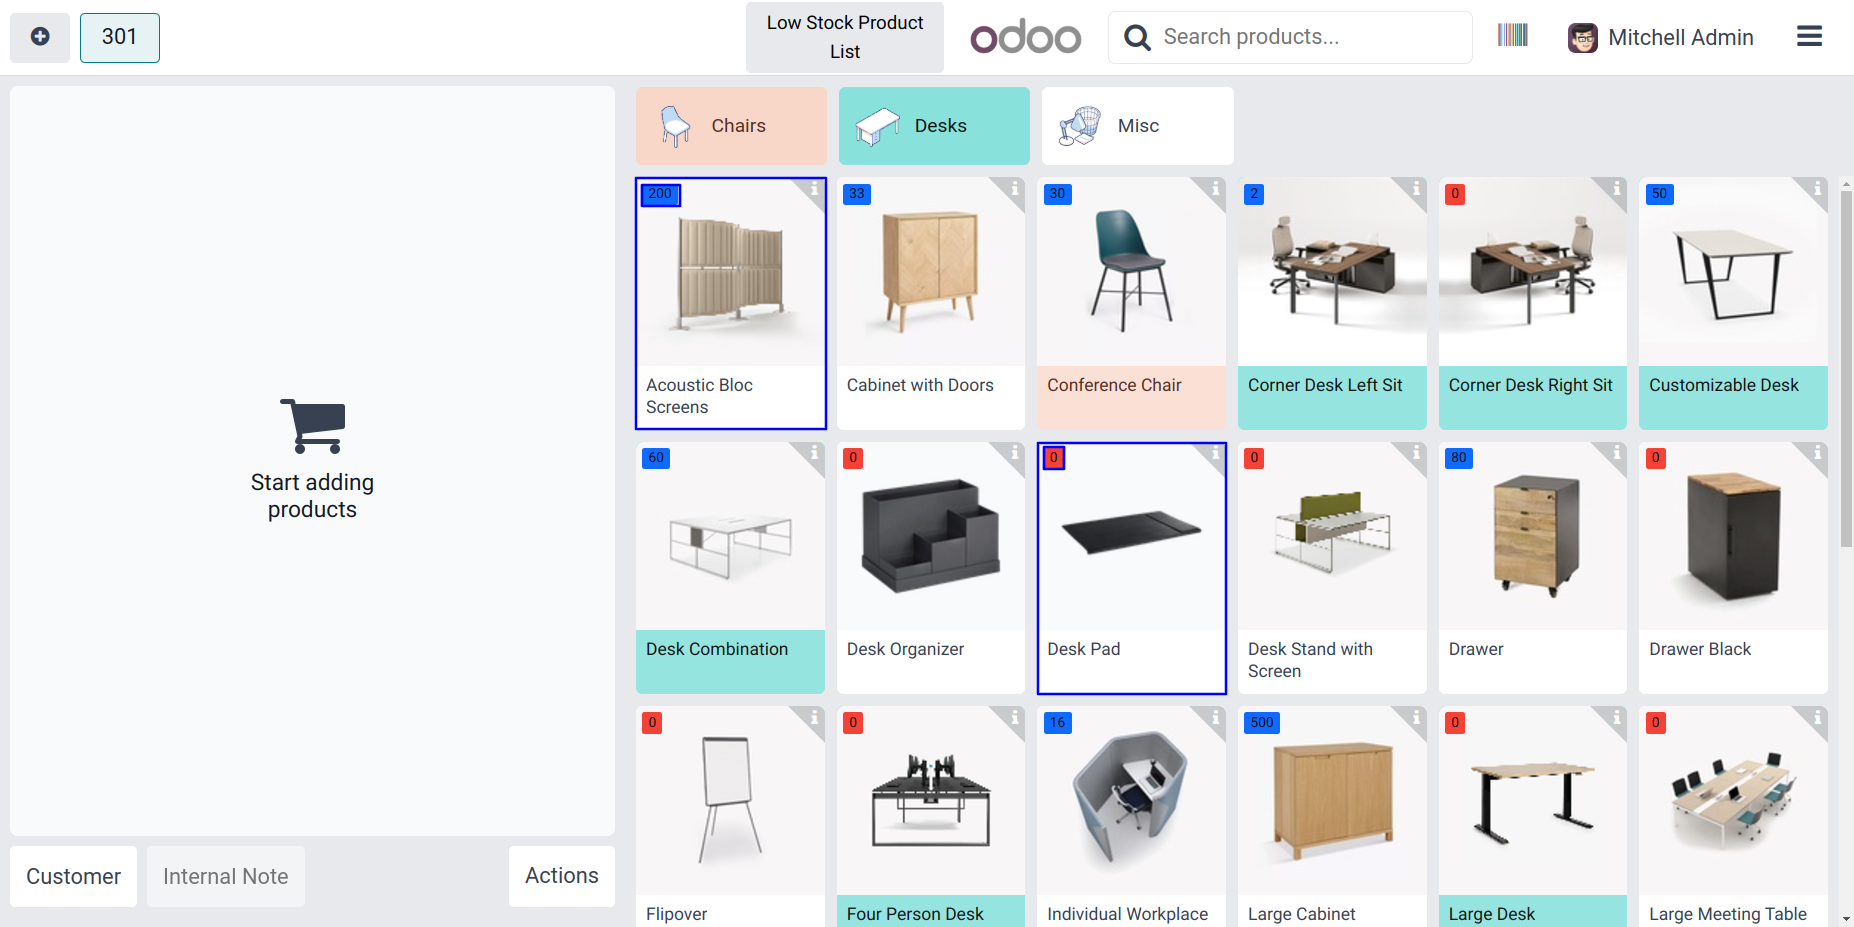 301
Low Stock Product
List
odoo
Search products...
Mitchell Admin
Chairs
Desks
Misc
200
Acoustic Bloc
Screens
33
Cabinet with Doors
30
Conference Chair
2
Corner Desk Left Sit
0
Corner Desk Right Sit
50
Customizable Desk
Start adding
products
60
Desk Combination
0
Desk Organizer
0
Desk Pad
0
Desk Stand with
Screen
80
Drawer
0
Drawer Black
0
Flipover
0
Four Person Desk
16
Individual Workplace
500
Large Cabinet
0
Large Desk
0
Large Meeting Table
Customer
Internal Note
Actions